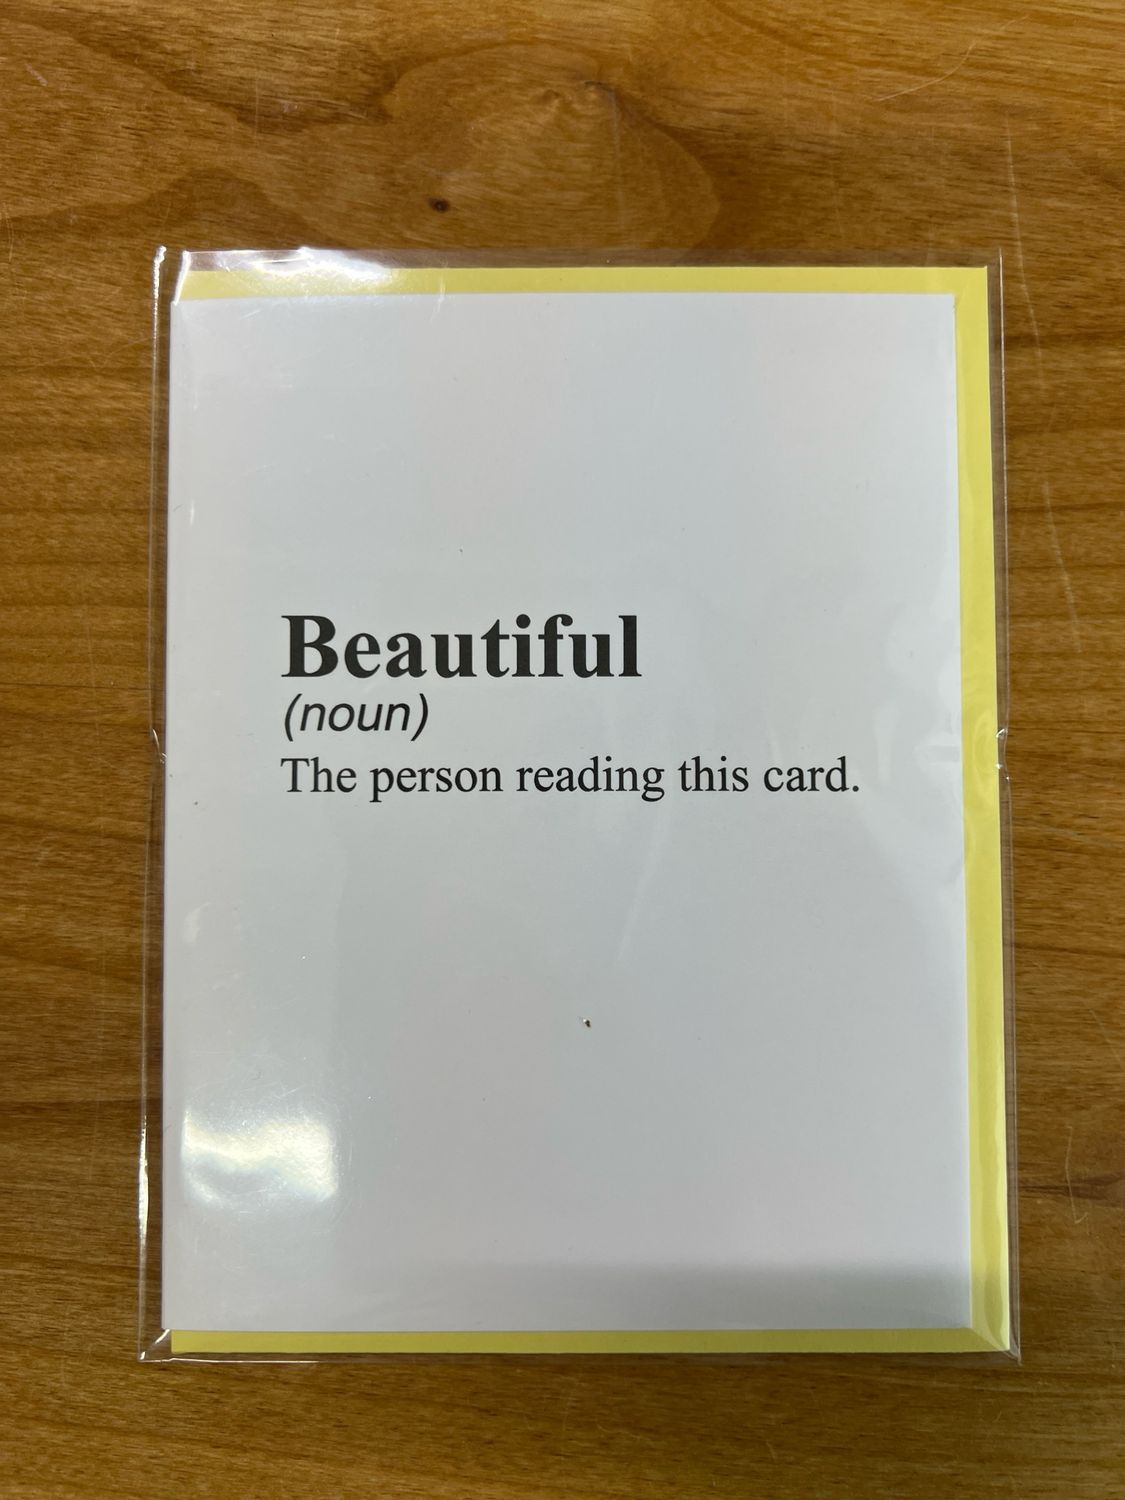 Beautiful
(noun)
The person reading this card.